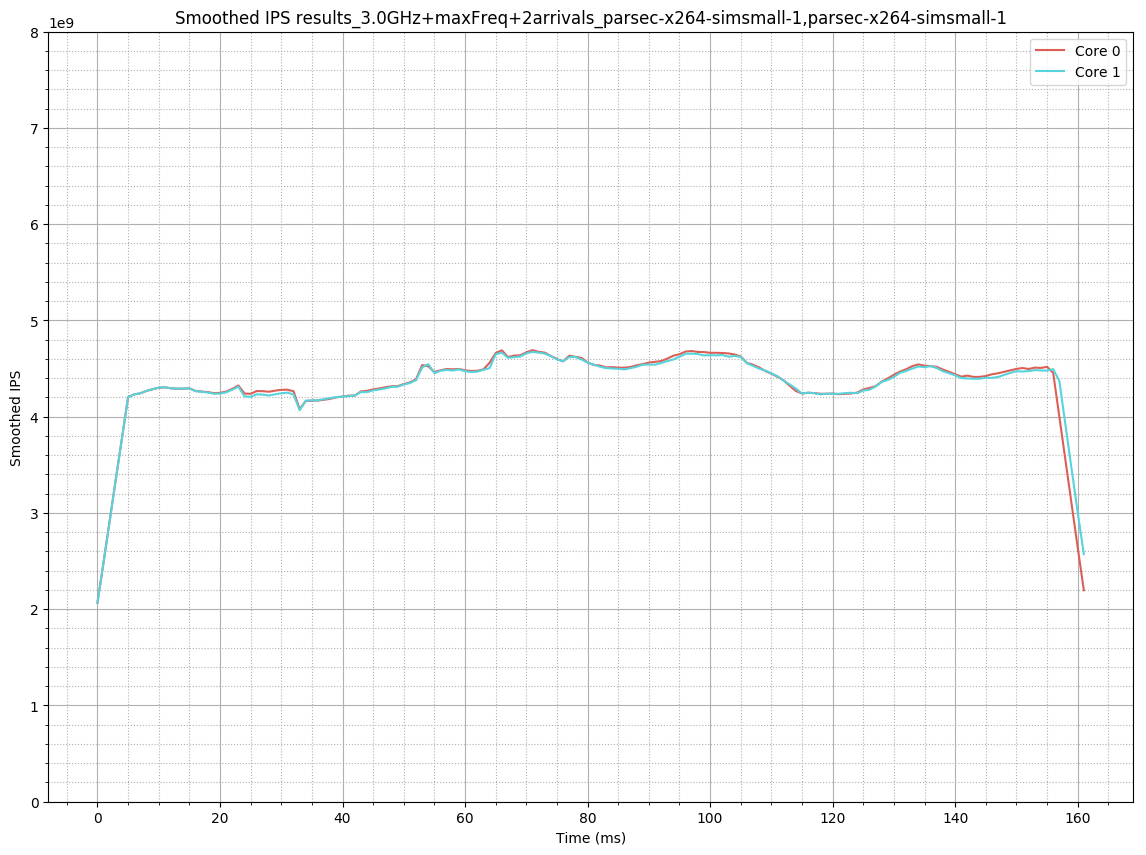 Smoothed IPS results_3.0GHz+maxFreq+2arrivals_parsec-x264-simsmall-1,parsec-x264-simsmall-1
1e9
Core 0
Core 1
8
7
6
5
4
3
2
1
0
Smoothed IPS
0 20 40 60 80 100 120 140 160
Time (ms)